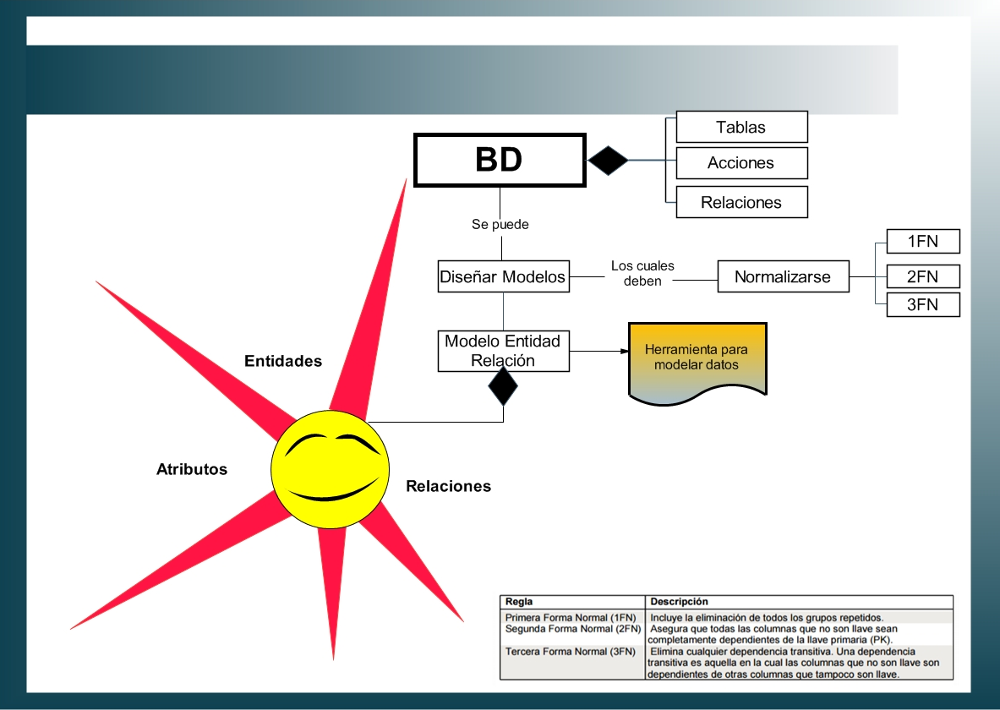 BD
Tablas
Acciones
Relaciones
Se puede
Diseñar Modelos
Los cuales
deben
Normalizarse
1FN
2FN
3FN
Modelo Entidad
Relación
Herramienta para
modelar datos
Entidades
Atributos
Relaciones
Regla Descripción
Primera Forma Normal (1FN) Incluye la eliminación de todos los grupos repetidos.
Segunda Forma Normal (2FN) Asegura que todas las columnas que no son llave sean
completamente dependientes de la llave primaria (PK).
Tercera Forma Normal (3FN) Elimina cualquier dependencia transitiva. Una dependencia
transitiva es aquella en la cual las columnas que no son llave son
dependientes de otras columnas que tampoco son llave.